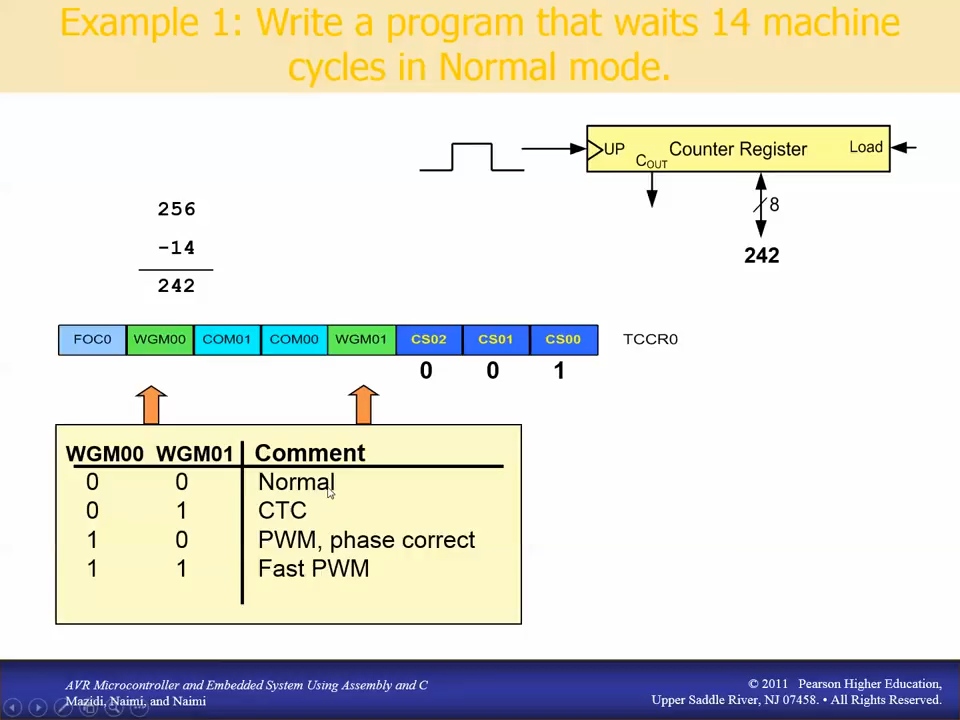 Example 1: Write a program that waits 14 machine
cycles in Normal mode.
UP
COUT
Counter Register
Load
8
242
256
-14
242
FOC0 WGM00 COM01 COM00 WGM01 CS02 CS01 CS00 TCCR0
0 0 1
WGM00 WGM01 Comment
0 0 Normal
0 1 CTC
1 0 PWM, phase correct
1 1 Fast PWM
AVR Microcontroller and Embedded System Using Assembly and C
Mazidi, Naimi, and Naimi
© 2011 Pearson Higher Education,
Upper Saddle River, NJ 07458. • All Rights Reserved.